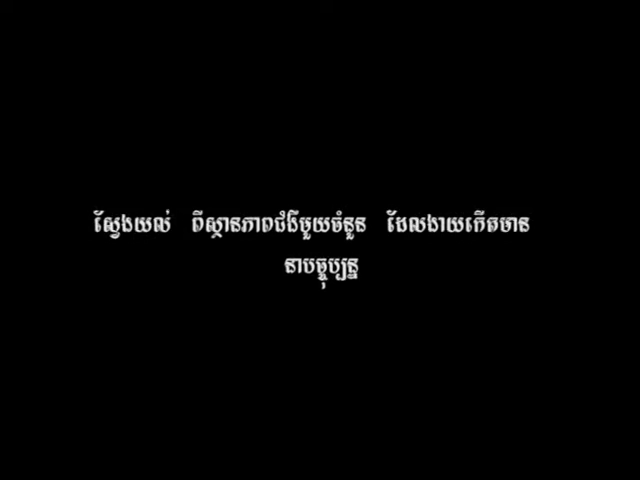 ស្វែងយល់ ពីស្ថានភាពជំងឺមួយចំនួន ដែលងាយកើតមាន
នាបច្ចុប្បន្ន